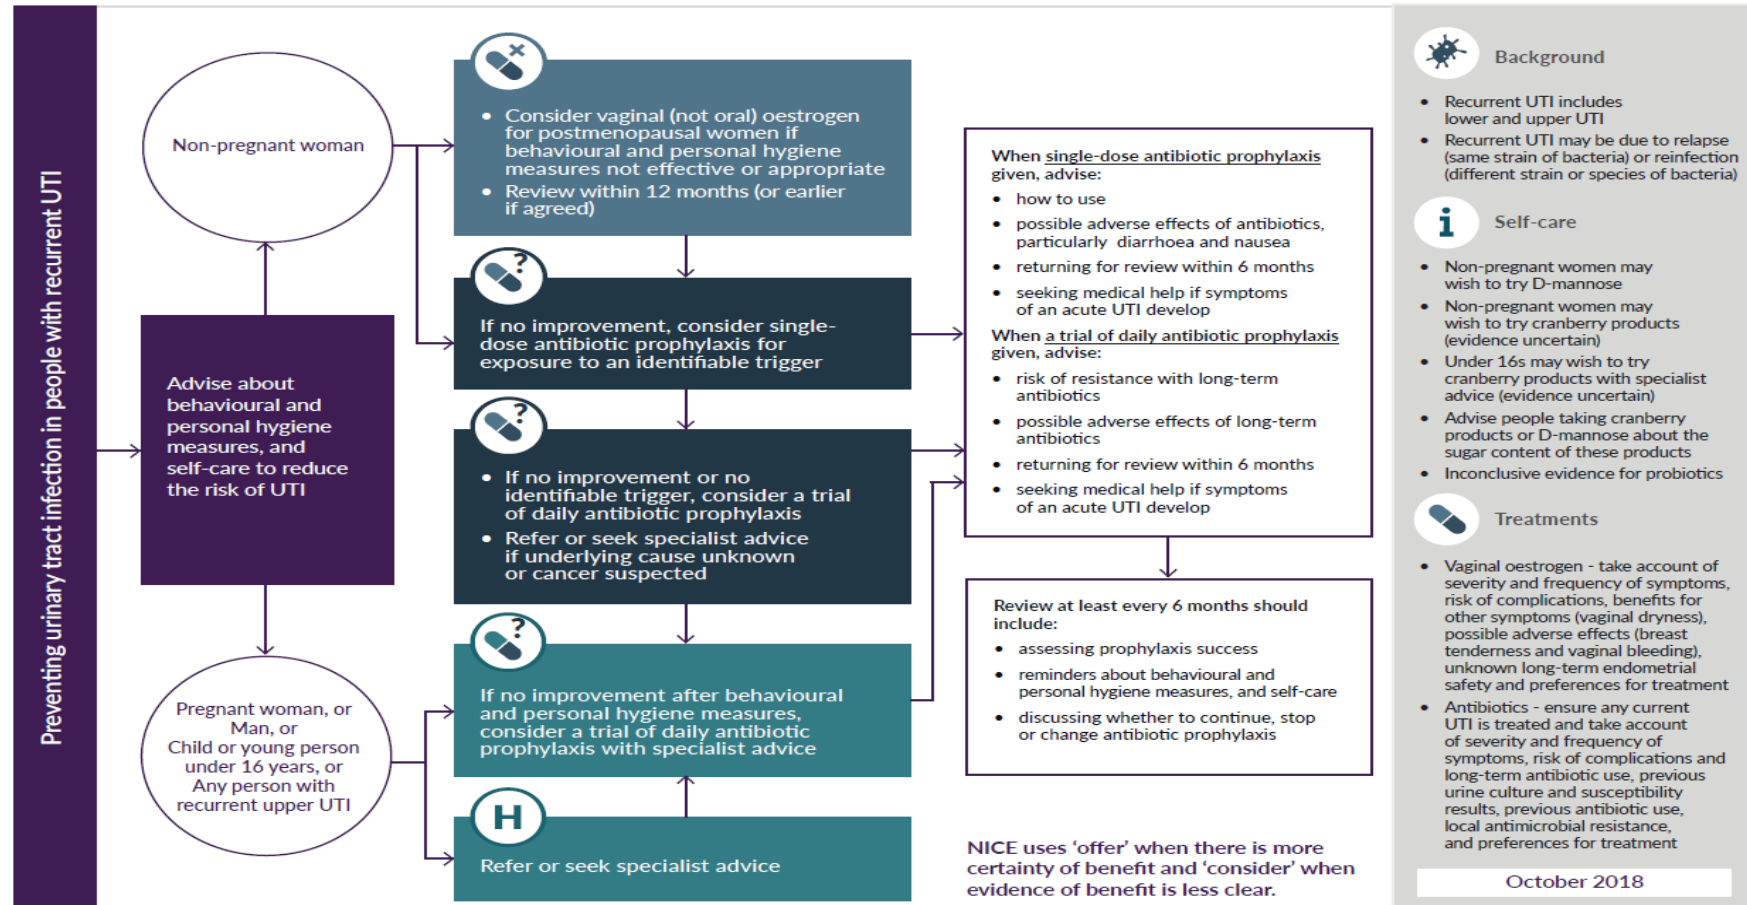 Preventing urinary tract infection in people with recurrent UTI
Non-pregnant woman
Advise about
behavioural and
personal hygiene
measures, and
self-care to reduce
the risk of UTI
Pregnant woman, or
Man, or
Child or young person
under 16 years, or
Any person with
recurrent upper UTI
• Consider vaginal (not oral) oestrogen
for postmenopausal women if
behavioural and personal hygiene
measures not effective or appropriate
• Review within 12 months (or earlier
if agreed)
?
If no improvement, consider single-
dose antibiotic prophylaxis for
exposure to an identifiable trigger
?
• If no improvement or no
identifiable trigger, consider a trial
of daily antibiotic prophylaxis
• Refer or seek specialist advice
if underlying cause unknown
or cancer suspected
?
If no improvement after behavioural
and personal hygiene measures,
consider a trial of daily antibiotic
prophylaxis with specialist advice
H
Refer or seek specialist advice
When single-dose antibiotic prophylaxis
given, advise:
• how to use
• possible adverse effects of antibiotics,
particularly diarrhoea and nausea
• returning for review within 6 months
• seeking medical help if symptoms
of an acute UTI develop
When a trial of daily antibiotic prophylaxis
given, advise:
• risk of resistance with long-term
antibiotics
• possible adverse effects of long-term
antibiotics
• returning for review within 6 months
• seeking medical help if symptoms
of an acute UTI develop
Review at least every 6 months should
include:
• assessing prophylaxis success
• reminders about behavioural and
personal hygiene measures, and self-care
• discussing whether to continue, stop
or change antibiotic prophylaxis
NICE uses ‘offer’ when there is more
certainty of benefit and ‘consider’ when
evidence of benefit is less clear.
Background
• Recurrent UTI includes
lower and upper UTI
• Recurrent UTI may be due to relapse
(same strain of bacteria) or reinfection
(different strain or species of bacteria)
i
Self-care
• Non-pregnant women may
wish to try D-mannose
• Non-pregnant women may
wish to try cranberry products
(evidence uncertain)
• Under 16s may wish to try
cranberry products with specialist
advice (evidence uncertain)
• Advise people taking cranberry
products or D-mannose about the
sugar content of these products
• Inconclusive evidence for probiotics
Treatments
• Vaginal oestrogen - take account of
severity and frequency of symptoms,
risk of complications, benefits for
other symptoms (vaginal dryness),
possible adverse effects (breast
tenderness and vaginal bleeding),
unknown long-term endometrial
safety and preferences for treatment
• Antibiotics - ensure any current
UTI is treated and take account
of severity and frequency of
symptoms, risk of complications and
long-term antibiotic use, previous
urine culture and susceptibility
results, previous antibiotic use,
local antimicrobial resistance,
and preferences for treatment
October 2018